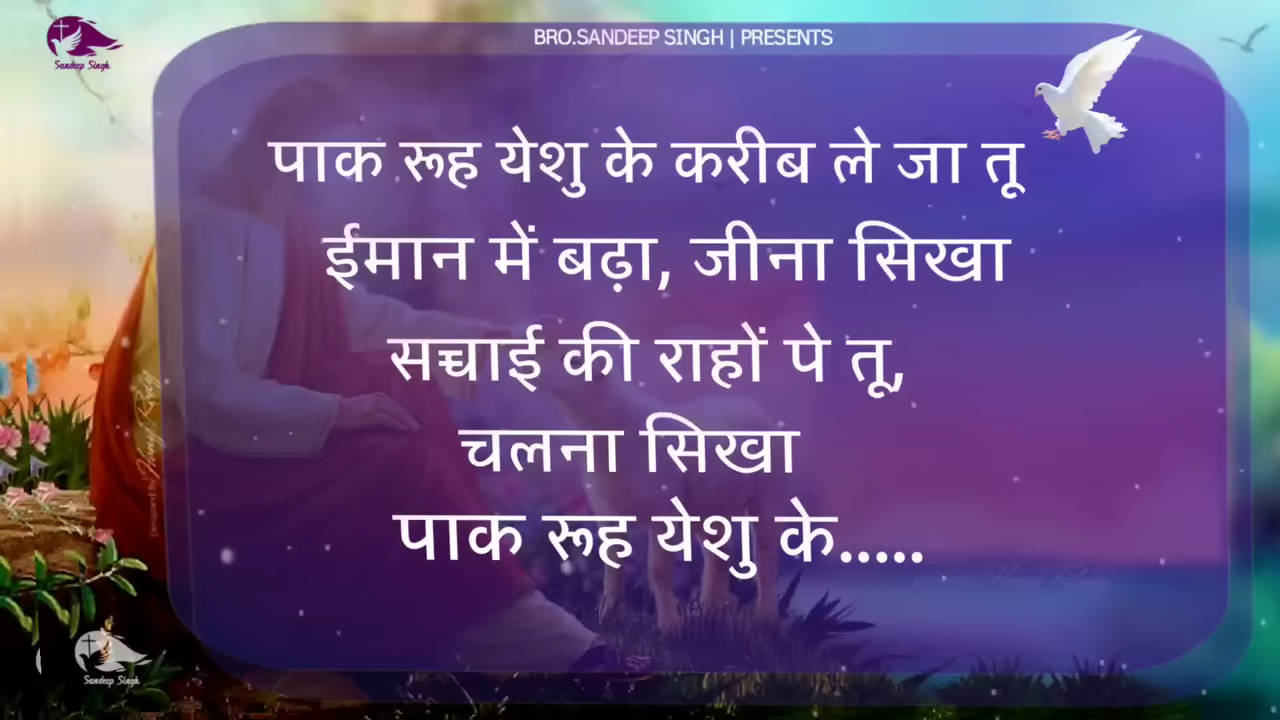 Sandeep Singh
BRO.SANDEEP SINGH | PRESENTS
पाक रूह येशु के करीब ले जा तू
ईमान में बढ़ा, जीना सिखा
सच्चाई की राहों पे तू,
चलना सिखा
पाक रूह येशु के.....
Sandeep Singh